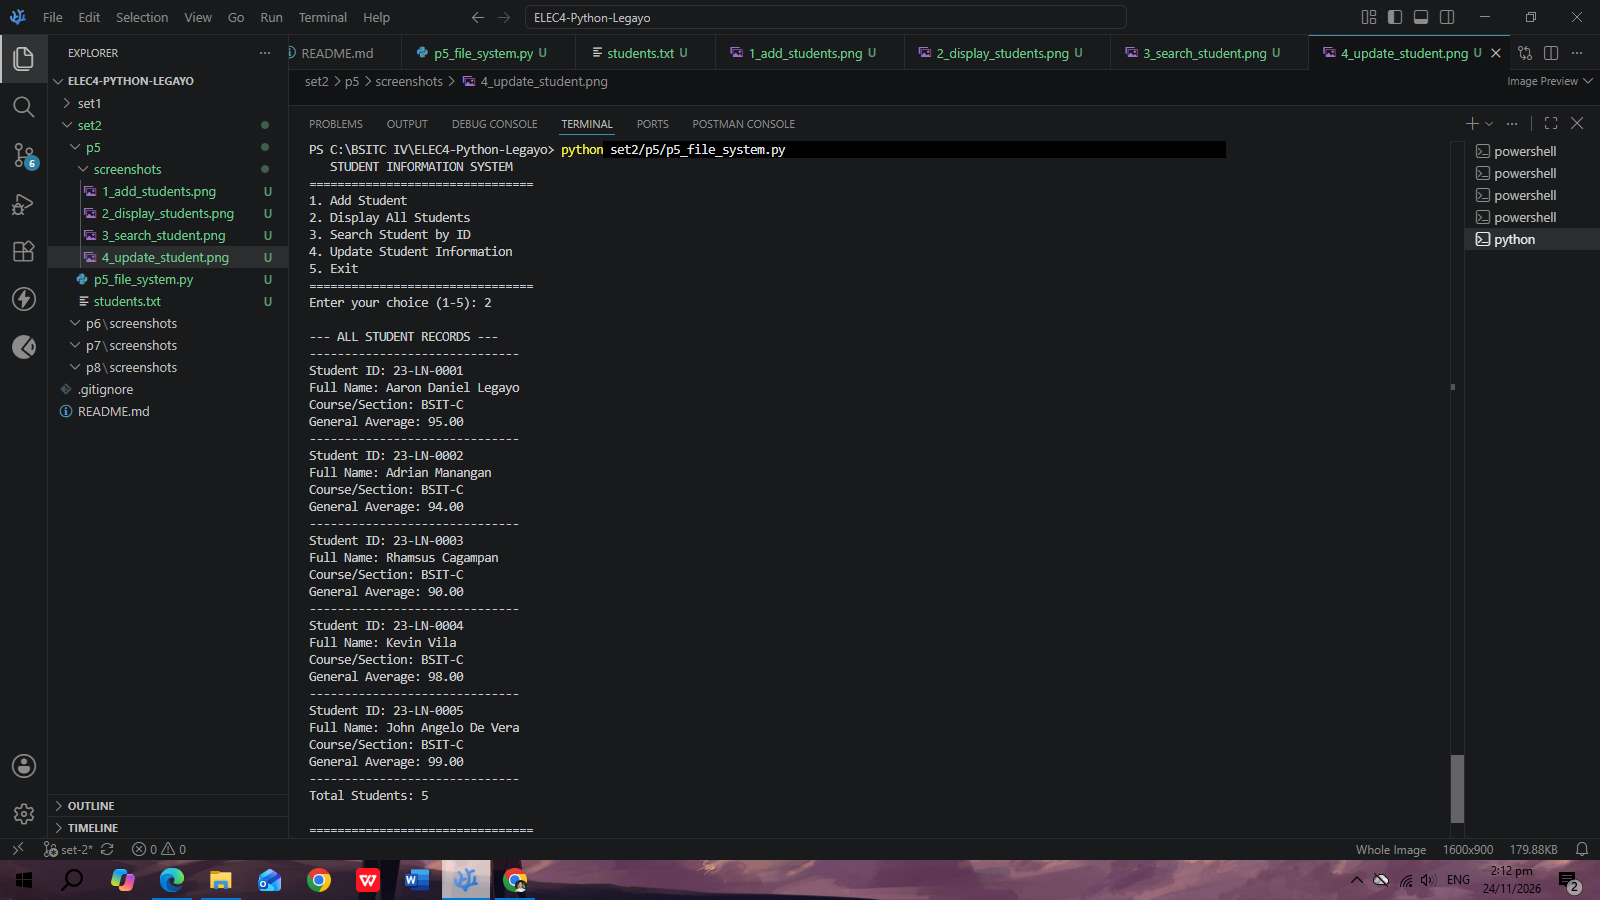 File Edit Selection View Go Run Terminal Help
ELEC4-Python-Legayo
EXPLORER
README.md
p5_file_system.py U
students.txt U
1_add_students.png U
2_display_students.png U
3_search_student.png U
4_update_student.png U
set2 > p5 > screenshots > 4_update_student.png
Image Preview
ELEC4-PYTHON-LEGAYO
set1
set2
p5
screenshots
1_add_students.png U
2_display_students.png U
3_search_student.png U
4_update_student.png U
p5_file_system.py U
students.txt U
p6\screenshots
p7\screenshots
p8\screenshots
.gitignore
README.md
OUTLINE
TIMELINE
6
PROBLEMS OUTPUT DEBUG CONSOLE TERMINAL PORTS POSTMAN CONSOLE
PS C:\BSITC IV\ELEC4-Python-Legayo> python set2/p5/p5_file_system.py
STUDENT INFORMATION SYSTEM
================================
1. Add Student
2. Display All Students
3. Search Student by ID
4. Update Student Information
5. Exit
================================
Enter your choice (1-5): 2
--- ALL STUDENT RECORDS ---
------------------------------
Student ID: 23-LN-0001
Full Name: Aaron Daniel Legayo
Course/Section: BSIT-C
General Average: 95.00
------------------------------
Student ID: 23-LN-0002
Full Name: Adrian Manangan
Course/Section: BSIT-C
General Average: 94.00
------------------------------
Student ID: 23-LN-0003
Full Name: Rhamsus Cagampan
Course/Section: BSIT-C
General Average: 90.00
------------------------------
Student ID: 23-LN-0004
Full Name: Kevin Vila
Course/Section: BSIT-C
General Average: 98.00
------------------------------
Student ID: 23-LN-0005
Full Name: John Angelo De Vera
Course/Section: BSIT-C
General Average: 99.00
------------------------------
Total Students: 5
================================
powershell
powershell
powershell
powershell
python
set-2*
0 0
Whole Image 1600x900 179.88KB
ENG
2:12 pm
24/11/2026
2